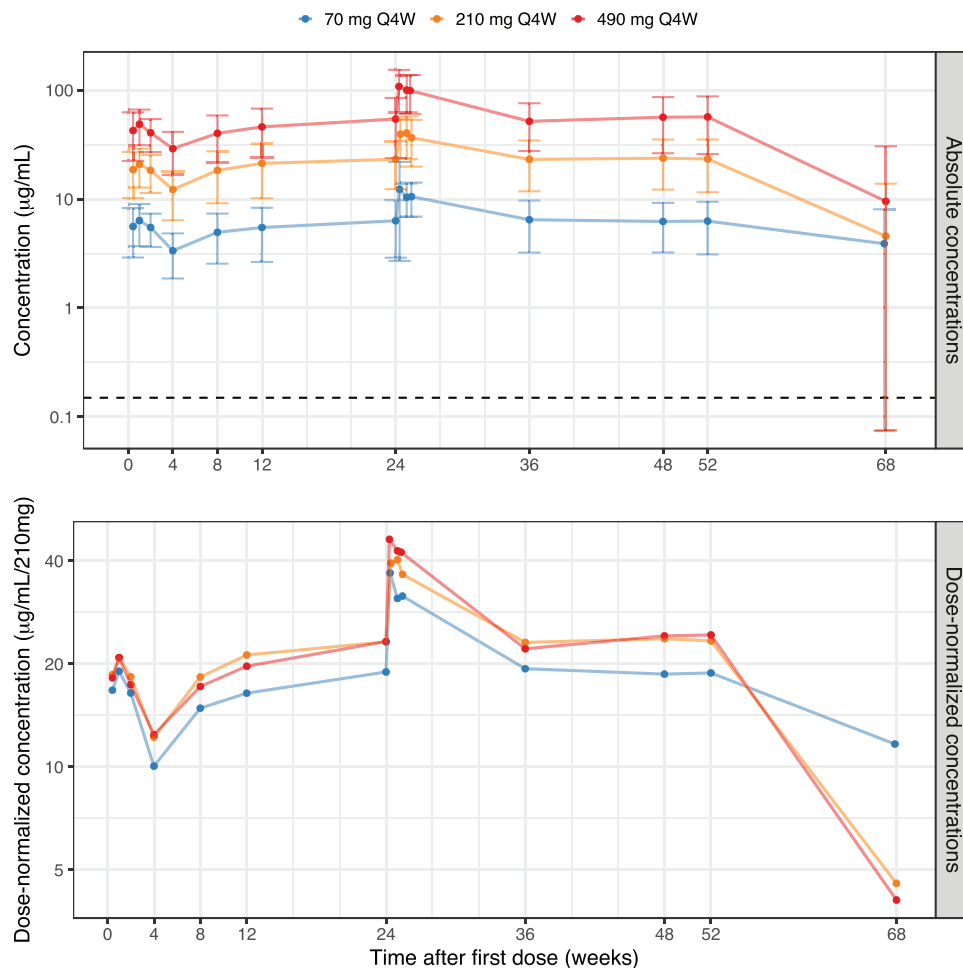 70 mg Q4W 210 mg Q4W 490 mg Q4W
Concentration (μg/mL)
100
10
1
0.1
0 4 8 12 24 36 48 52 68
Absolute concentrations
Dose-normalized concentration (μg/mL/210mg)
40
20
10
5
0 4 8 12 24 36 48 52 68
Dose-normalized concentrations
Time after first dose (weeks)